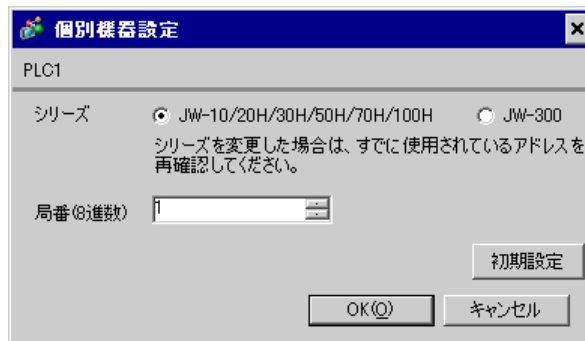 個別機器設定
PLC1
シリーズ JW-10/20H/30H/50H/70H/100H JW-300
シリーズを変更した場合は、すでに使用されているアドレスを
再確認してください。
局番(8進数) 1
初期設定
OK(O) キャンセル